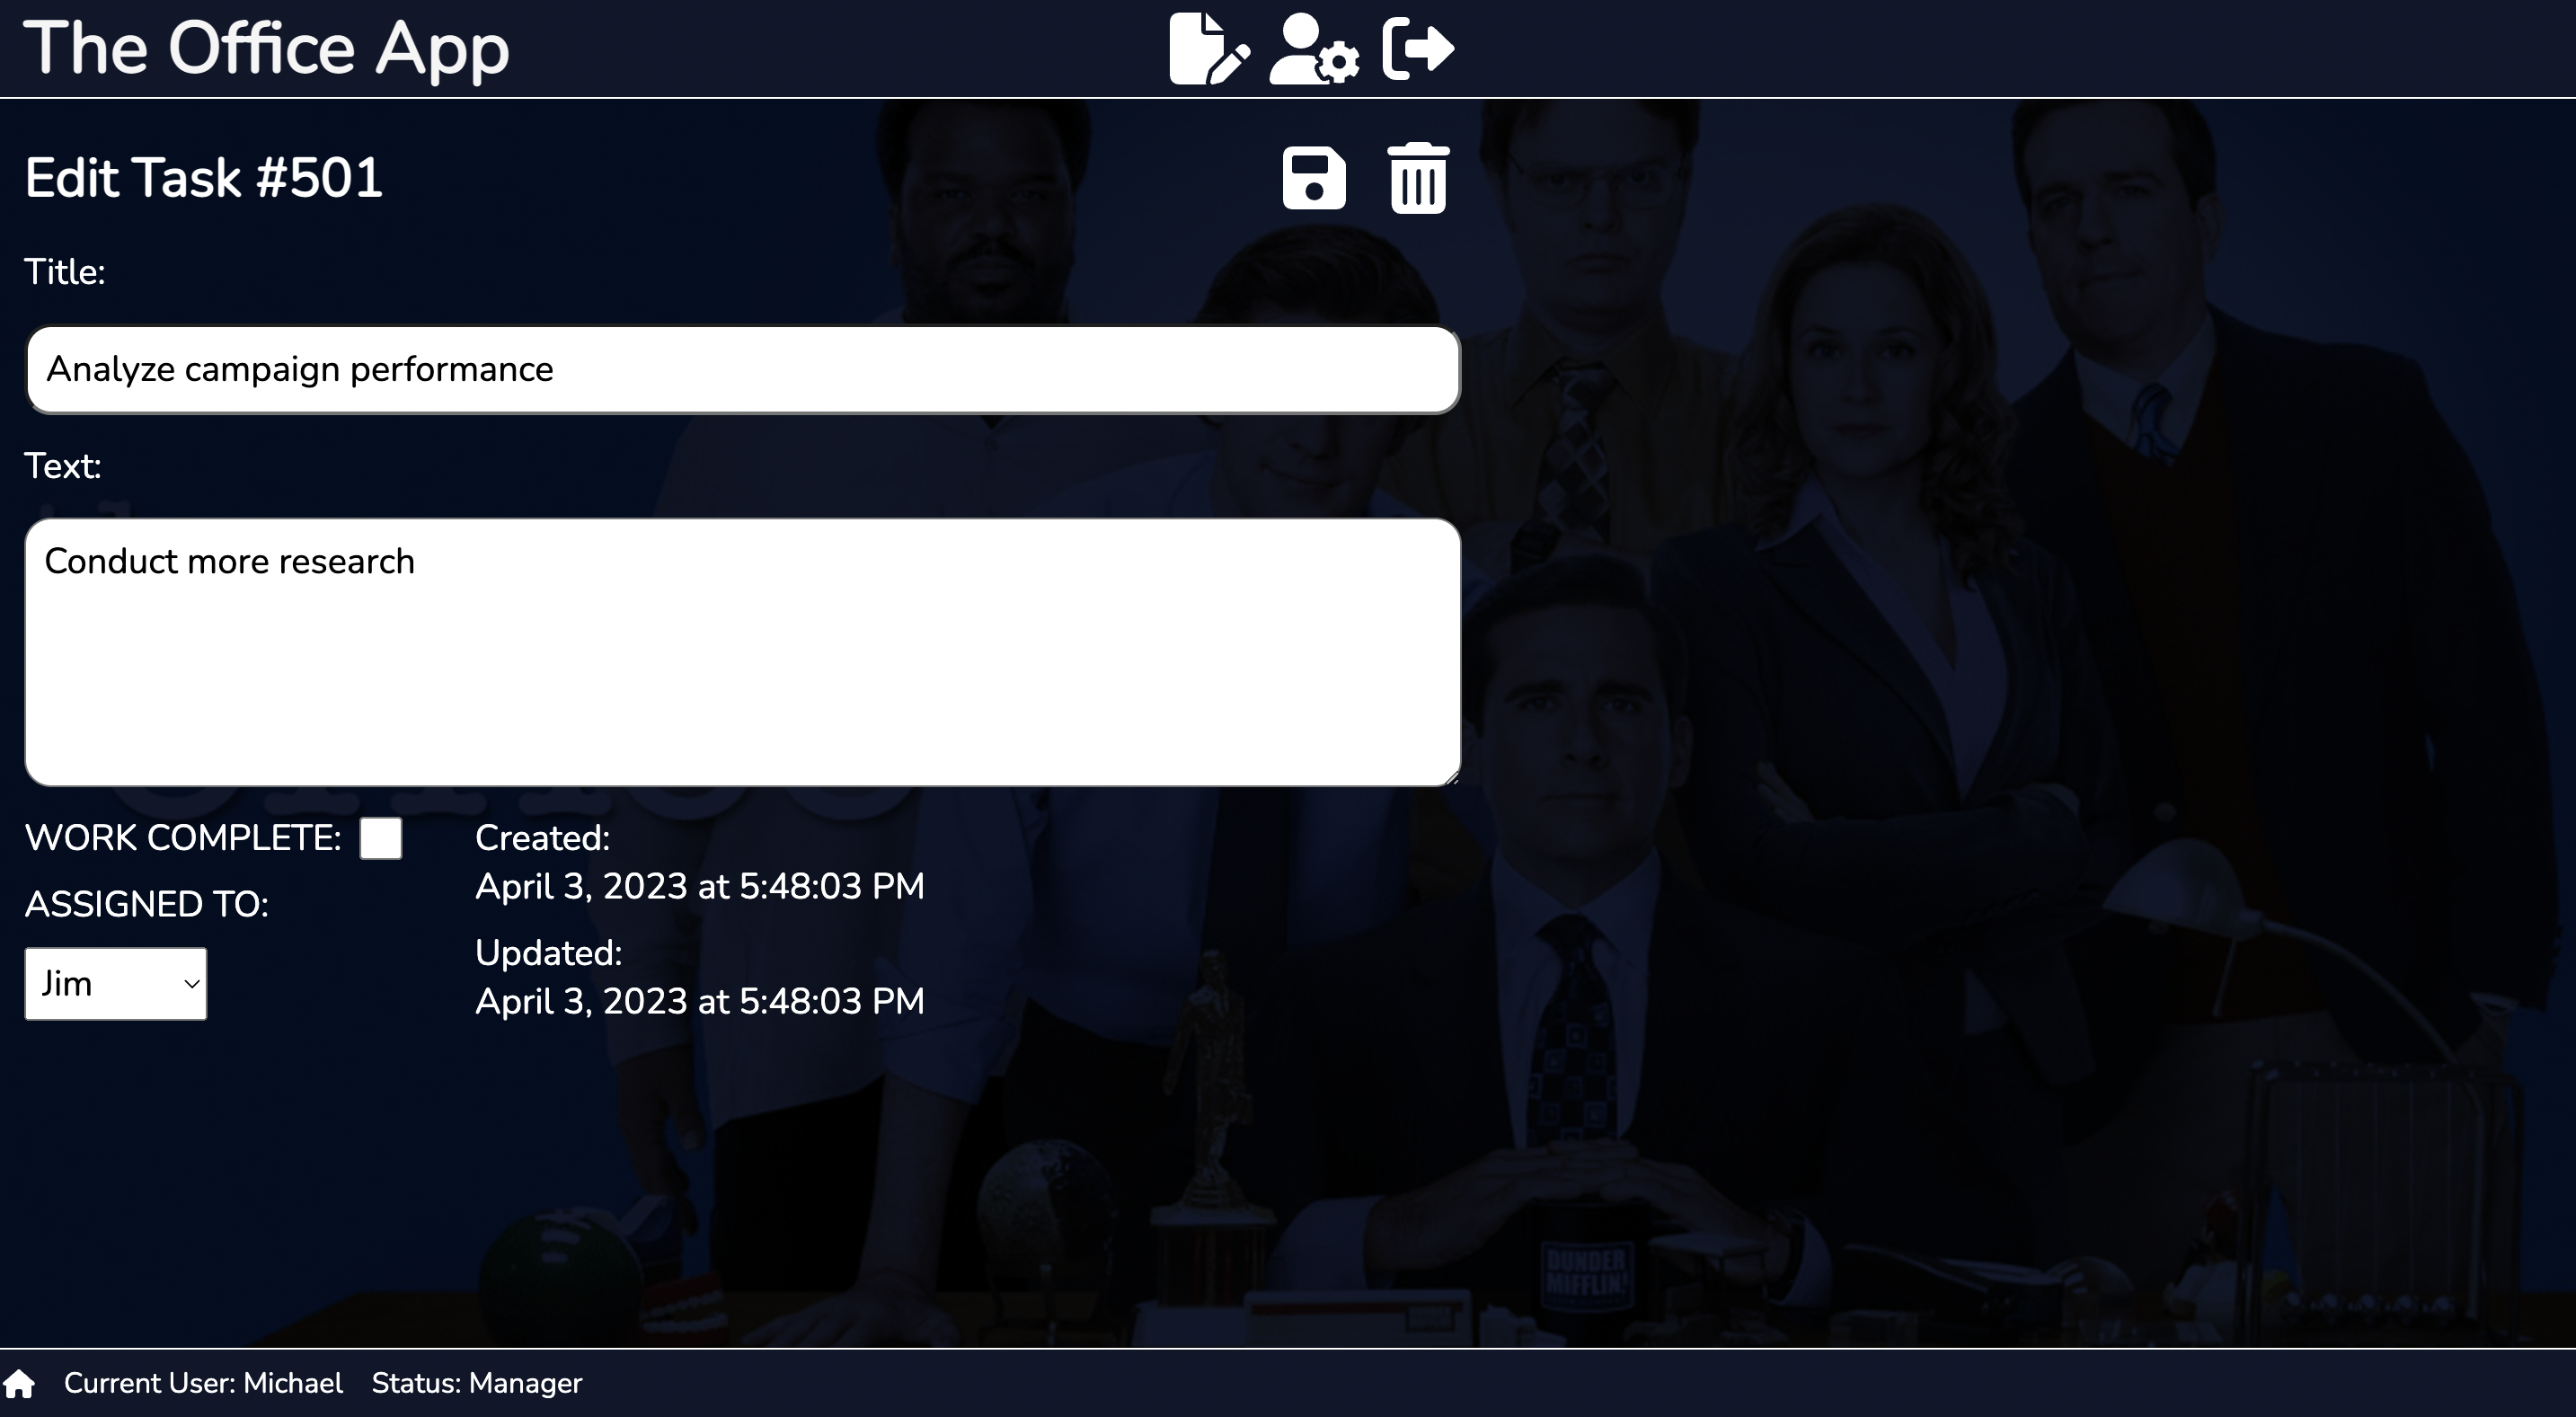 The Office App
Edit Task #501
Title:
Analyze campaign performance
Text:
Conduct more research
WORK COMPLETE:
ASSIGNED TO:
Jim
Created:
April 3, 2023 at 5:48:03 PM
Updated:
April 3, 2023 at 5:48:03 PM
DUNDER
MIFFLIN
Current User: Michael Status: Manager